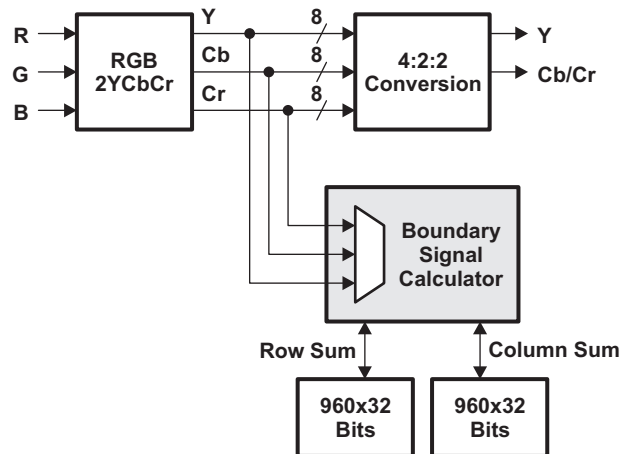 R
G
B
RGB
2YCbCr
Y
Cb
Cr
8
8
8
4:2:2
Conversion
Y
Cb/Cr
Boundary
Signal
Calculator
Row Sum
Column Sum
960x32
Bits
960x32
Bits